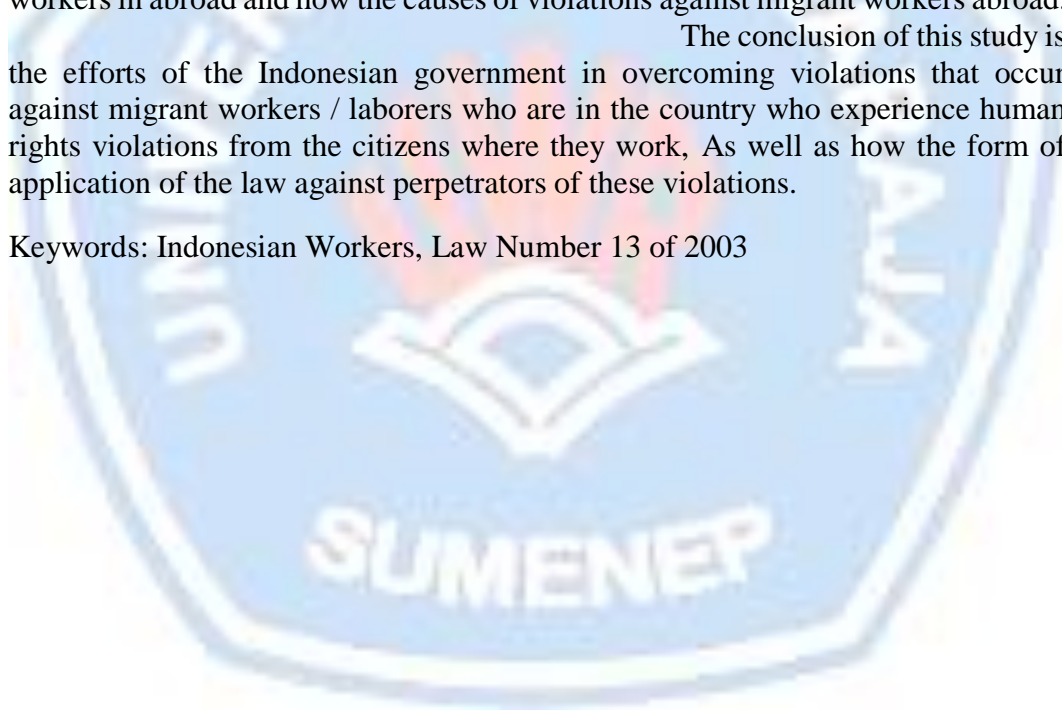 workers in abroad and how the causes of violations against migrant workers abroad.
The conclusion of this study is
the efforts of the Indonesian government in overcoming violations that occur
against migrant workers / laborers who are in the country who experience human
rights violations from the citizens where they work, As well as how the form of
application of the law against perpetrators of these violations.
Keywords: Indonesian Workers, Law Number 13 of 2003
SUMENEP